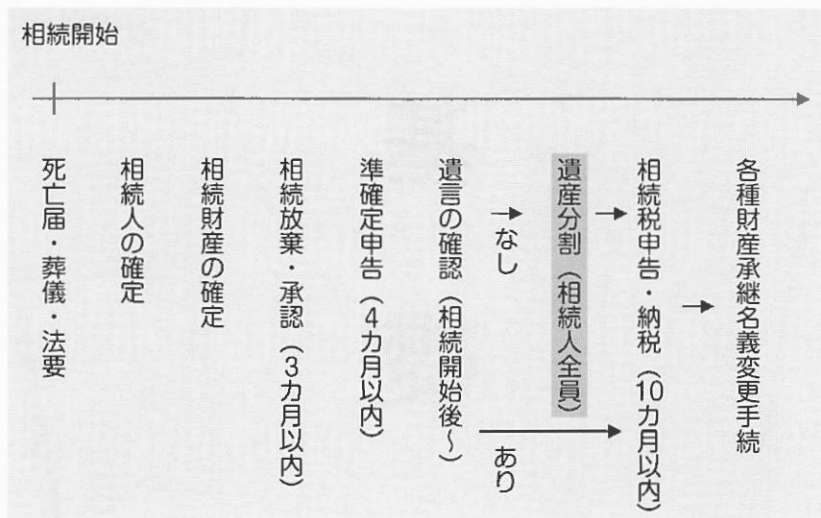 相続開始
死亡届・葬儀・法要
相続人の確定
相続財産の確定
相続放棄・承認（3カ月以内）
準確定申告（4カ月以内）
遺言の確認（相続開始後～）
なし
あり
遺産分割（相続人全員）
相続税申告・納税（10カ月以内）
各種財産承継名義変更手続